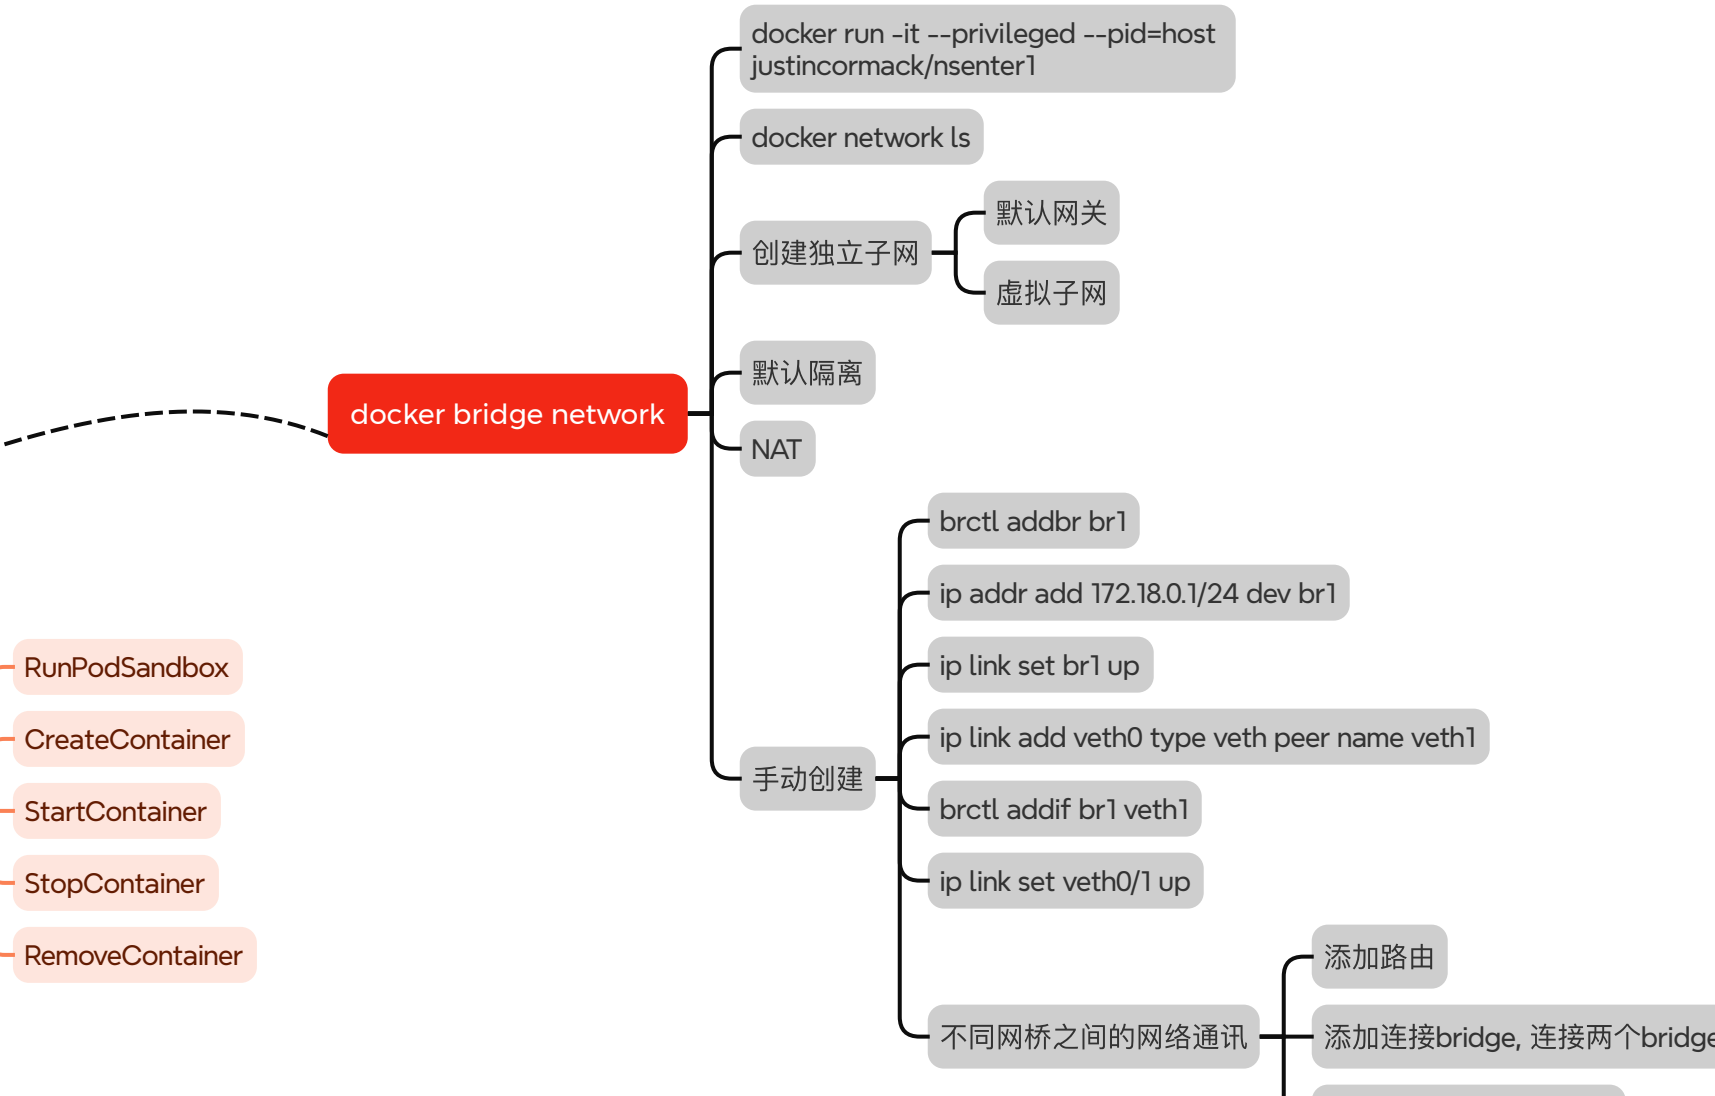 docker run -it --privileged --pid=host
justincormack/nsenter1
docker network ls
创建独立子网
默认网关
虚拟子网
默认隔离
docker bridge network
NAT
手动创建
brctl addbr br1
ip addr add 172.18.0.1/24 dev br1
ip link set br1 up
ip link add veth0 type veth peer name veth1
brctl addif br1 veth1
ip link set veth0/1 up
不同网桥之间的网络通讯
添加路由
添加连接bridge, 连接两个bridge
RunPodSandbox
CreateContainer
StartContainer
StopContainer
RemoveContainer